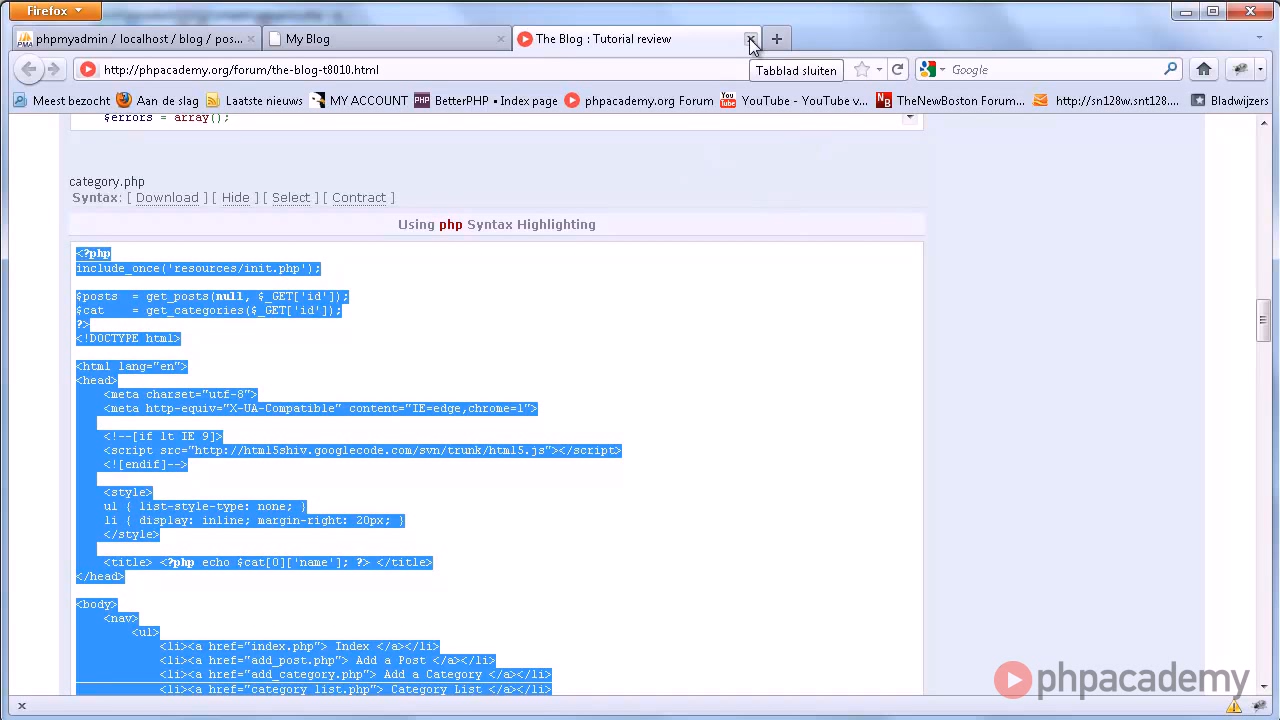 Firefox
phpmyadmin / localhost / blog / pos...
My Blog
The Blog : Tutorial review
http://phpacademy.org/forum/the-blog-t8010.html
Tabblad sluiten
Google
Meest bezocht
Aan de slag
Laatste nieuws
MY ACCOUNT
BetterPHP • Index page
phpacademy.org Forum
YouTube - YouTube v...
TheNewBoston Forum...
http://sn128w.snt128....
Bladwijzers
$errors = array();
category.php
Syntax: [ Download ] [ Hide ] [ Select ] [ Contract ]
Using php Syntax Highlighting
<?php
include_once('resources/init.php');
$posts = get_posts(null, $_GET['id']);
$cat = get_categories($_GET['id']);
?>
<!DOCTYPE html>
<html lang="en">
<head>
<meta charset="utf-8">
<meta http-equiv="X-UA-Compatible" content="IE=edge,chrome=1">
<!--[if lt IE 9]>
<script src="http://html5shiv.googlecode.com/svn/trunk/html5.js"></script>
<![endif]-->
<style>
ul { list-style-type: none; }
li { display: inline; margin-right: 20px; }
</style>
<title> <?php echo $cat[0]['name']; ?> </title>
</head>
<body>
<nav>
<ul>
<li><a href="index.php"> Index </a></li>
<li><a href="add_post.php"> Add a Post </a></li>
<li><a href="add_category.php"> Add a Category </a></li>
<li><a href="category_list.php"> Category List </a></li>
phpacademy